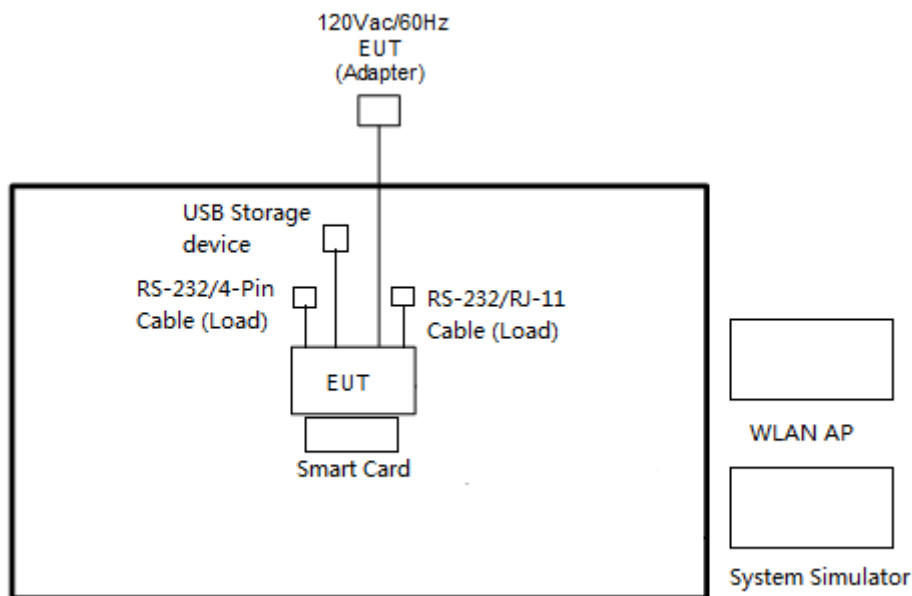 120Vac/60Hz
EUT
(Adapter)
USB Storage
device
RS-232/4-Pin
Cable (Load)
RS-232/RJ-11
Cable (Load)
EUT
Smart Card
WLAN AP
System Simulator